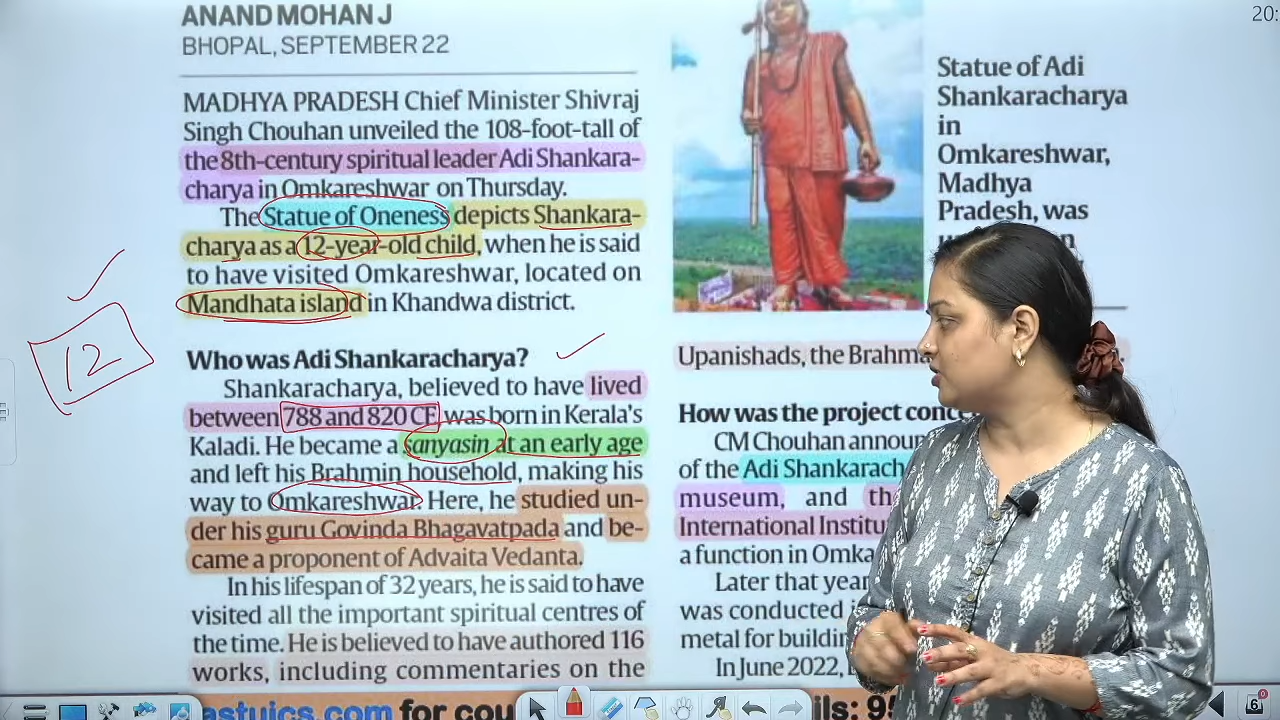 20:
ANAND MOHAN J
BHOPAL, SEPTEMBER 22
MADHYA PRADESH Chief Minister Shivraj
Singh Chouhan unveiled the 108-foot-tall of
the 8th-century spiritual leader Adi Shankara-
charya in Omkareshwar on Thursday.
The Statue of Oneness depicts Shankara-
charya as a 12-year-old child, when he is said
to have visited Omkareshwar, located on
Mandhata island in Khandwa district.
12
Who was Adi Shankaracharya?
Shankaracharya, believed to have lived
between 788 and 820 CE was born in Kerala's
Kaladi. He became a sanyasin at an early age
and left his Brahmin household, making his
way to Omkareshwar. Here, he studied un-
der his guru Govinda Bhagavatpada and be-
came a proponent of Advaita Vedanta.
In his lifespan of 32 years, he is said to have
visited all the important spiritual centres of
the time. He is believed to have authored 116
works, including commentaries on the
Statue of Adi
Shankaracharya
in
Omkareshwar,
Madhya
Pradesh, was
Upanishads, the Brahma
How was the project conc
CM Chouhan announ
of the Adi Shankarach
museum, and th
International Institu
a function in Omka
Later that year
was conducted i
metal for buildin
In June 2022,
astuics.com for cou
ils: 95
6